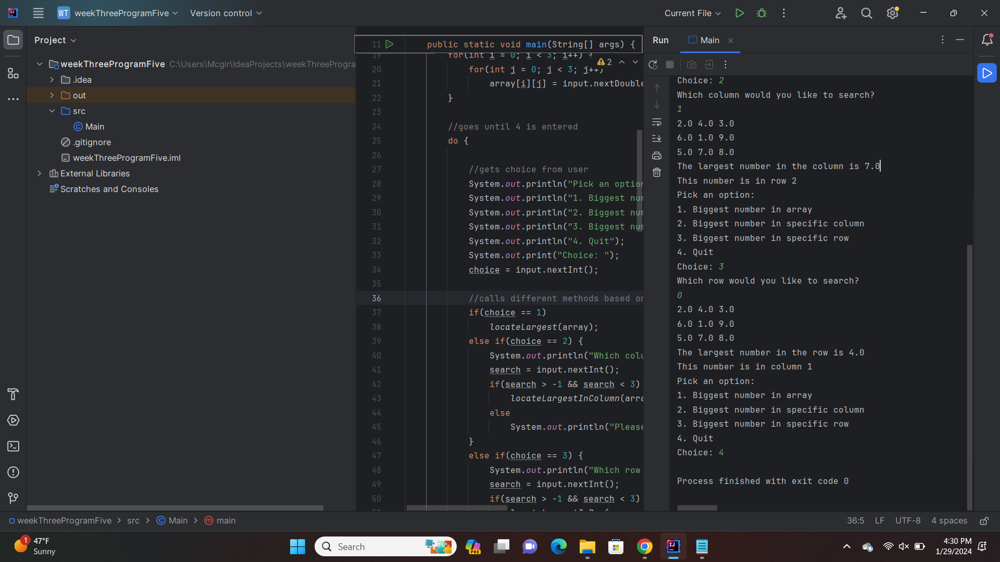 WT weekThreeProgramFive Version control
Current File
Project
weekThreeProgramFive C:\Users\Mcgir\IdeaProjects\weekThreeProgra
.idea
out
src
Main
.gitignore
weekThreeProgramFive.iml
External Libraries
Scratches and Consoles
11 public static void main(String[] args) {
19 for(int i = 0; i < 3; i++) {
2
20 for(int j = 0; j < 3; j++)
21 array[i][j] = input.nextDouble
22 }
23
24 //goes until 4 is entered
25 do {
26
27 //gets choice from user
28 System.out.println("Pick an option
29 System.out.println("1. Biggest num
30 System.out.println("2. Biggest num
31 System.out.println("3. Biggest num
32 System.out.println("4. Quit");
33 System.out.print("Choice: ");
34 choice = input.nextInt();
35
36 //calls different methods based on
37 if(choice == 1)
38 locateLargest(array);
39 else if(choice == 2) {
40 System.out.println("Which colu
41 search = input.nextInt();
42 if(search > -1 && search < 3)
43 locateLargestInColumn(arra
44 else
45 System.out.println("Please
46 }
47 else if(choice == 3) {
48 System.out.println("Which row
49 search = input.nextInt();
50 if(search > -1 && search < 3)
Run Main
Choice: 2
Which column would you like to search?
1
2.0 4.0 3.0
6.0 1.0 9.0
5.0 7.0 8.0
The largest number in the column is 7.0
This number is in row 2
Pick an option:
1. Biggest number in array
2. Biggest number in specific column
3. Biggest number in specific row
4. Quit
Choice: 3
Which row would you like to search?
0
2.0 4.0 3.0
6.0 1.0 9.0
5.0 7.0 8.0
The largest number in the row is 4.0
This number is in column 1
Pick an option:
1. Biggest number in array
2. Biggest number in specific column
3. Biggest number in specific row
4. Quit
Choice: 4
Process finished with exit code 0
weekThreeProgramFive > src > Main > main
36:5 LF UTF-8 4 spaces
1 47°F
Sunny
Search
PRE
4:30 PM
1/29/2024